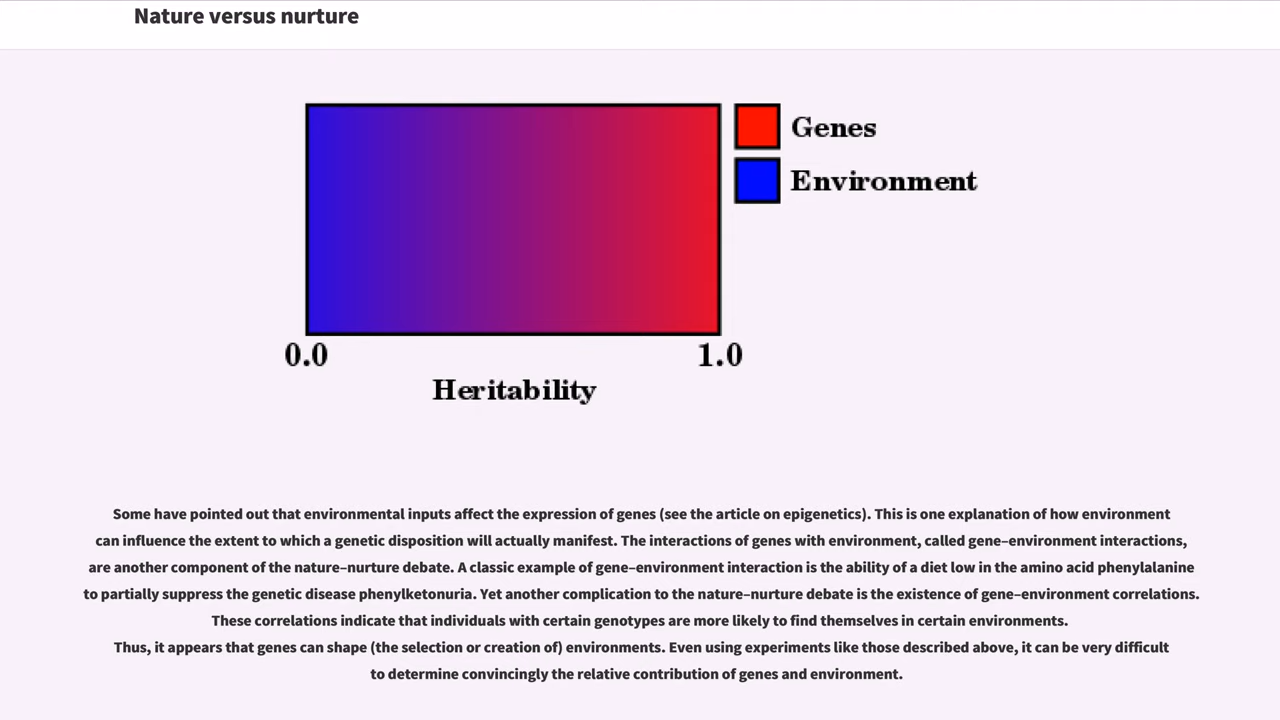 Nature versus nurture
Genes
Environment
0.0
1.0
Heritability
Some have pointed out that environmental inputs affect the expression of genes (see the article on epigenetics). This is one explanation of how environment
can influence the extent to which a genetic disposition will actually manifest. The interactions of genes with environment, called gene–environment interactions,
are another component of the nature–nurture debate. A classic example of gene–environment interaction is the ability of a diet low in the amino acid phenylalanine
to partially suppress the genetic disease phenylketonuria. Yet another complication to the nature–nurture debate is the existence of gene–environment correlations.
These correlations indicate that individuals with certain genotypes are more likely to find themselves in certain environments.
Thus, it appears that genes can shape (the selection or creation of) environments. Even using experiments like those described above, it can be very difficult
to determine convincingly the relative contribution of genes and environment.